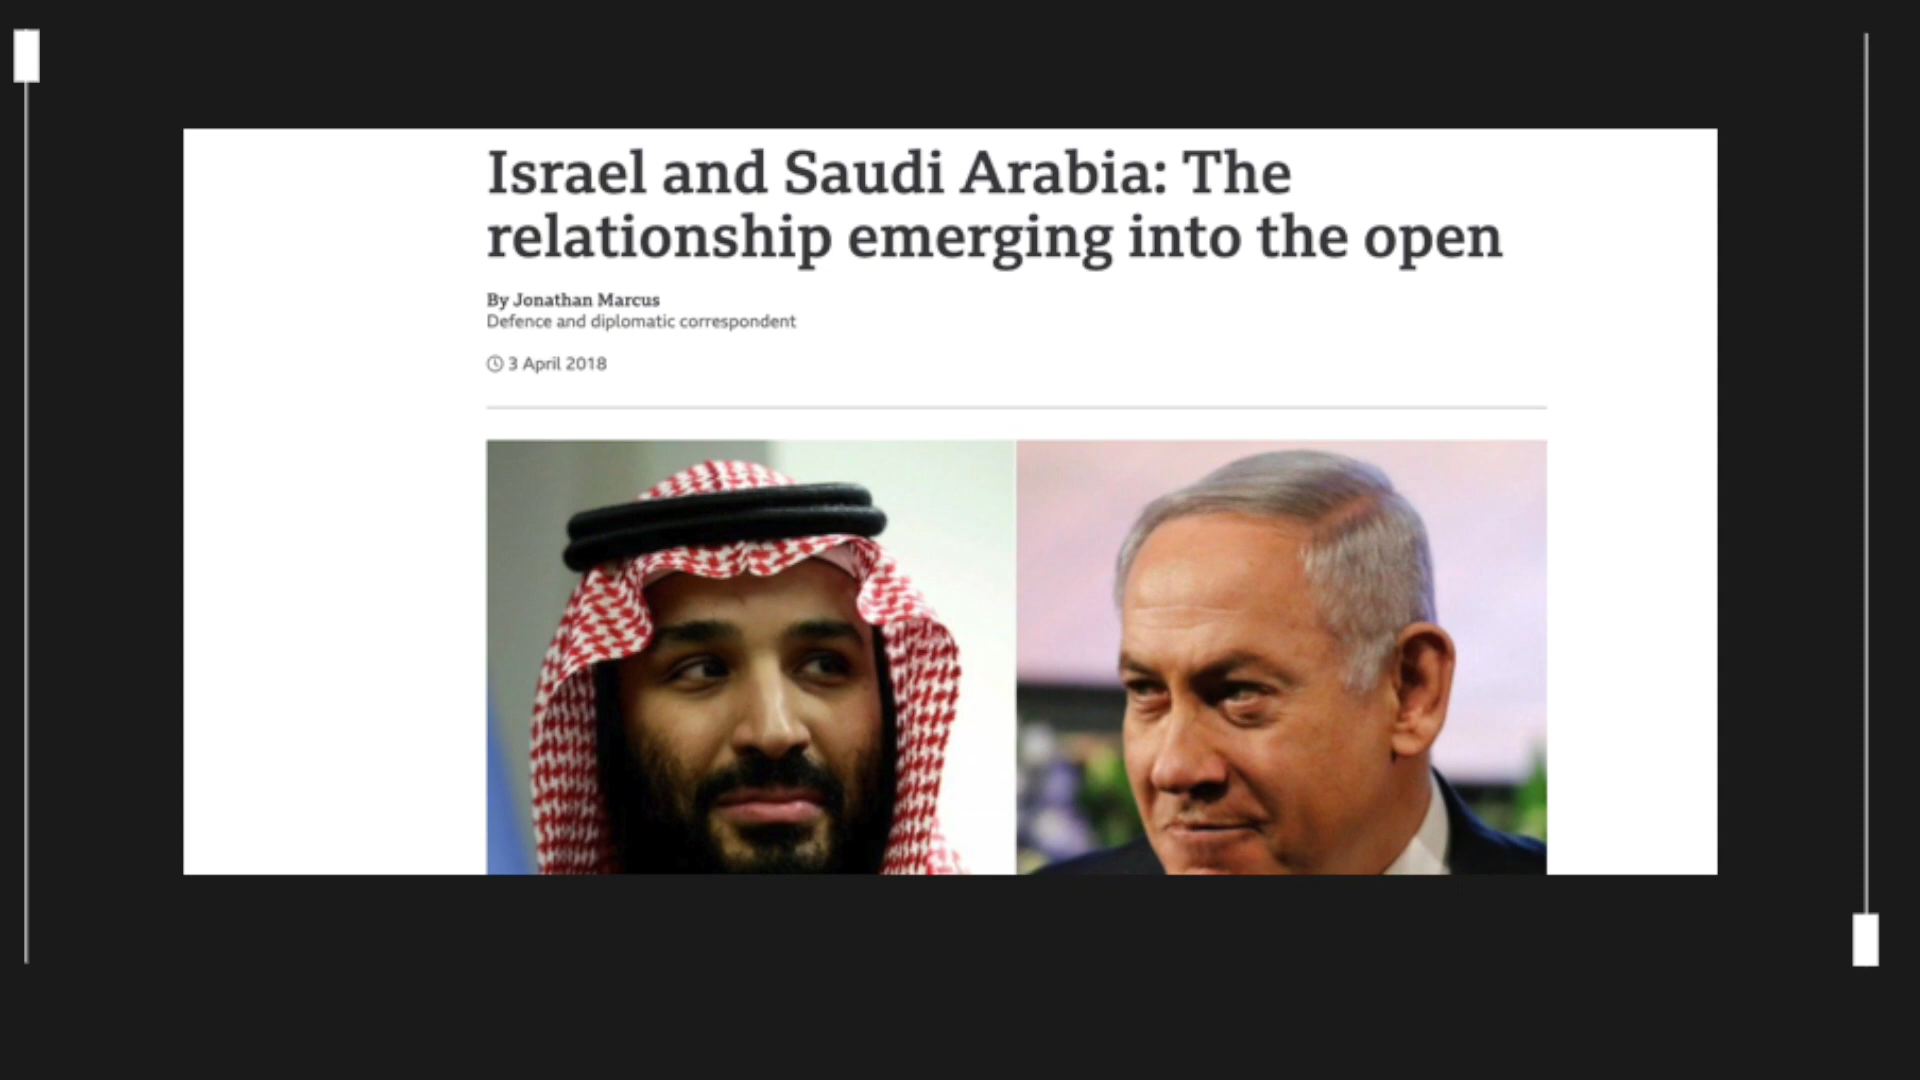 Israel and Saudi Arabia: The
relationship emerging into the open
By Jonathan Marcus
Defence and diplomatic correspondent
3 April 2018